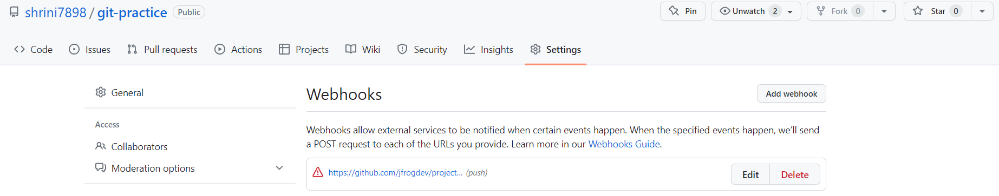 shrini7898 / git-practice Public
Pin Unwatch 2 Fork 0 Star 0
Code Issues Pull requests Actions Projects Wiki Security Insights Settings
General
Access
Collaborators
Moderation options
Webhooks
Add webhook
Webhooks allow external services to be notified when certain events happen. When the specified events happen, we’ll send
a POST request to each of the URLs you provide. Learn more in our Webhooks Guide.
https://github.com/jfrogdev/project... (push)
Edit Delete